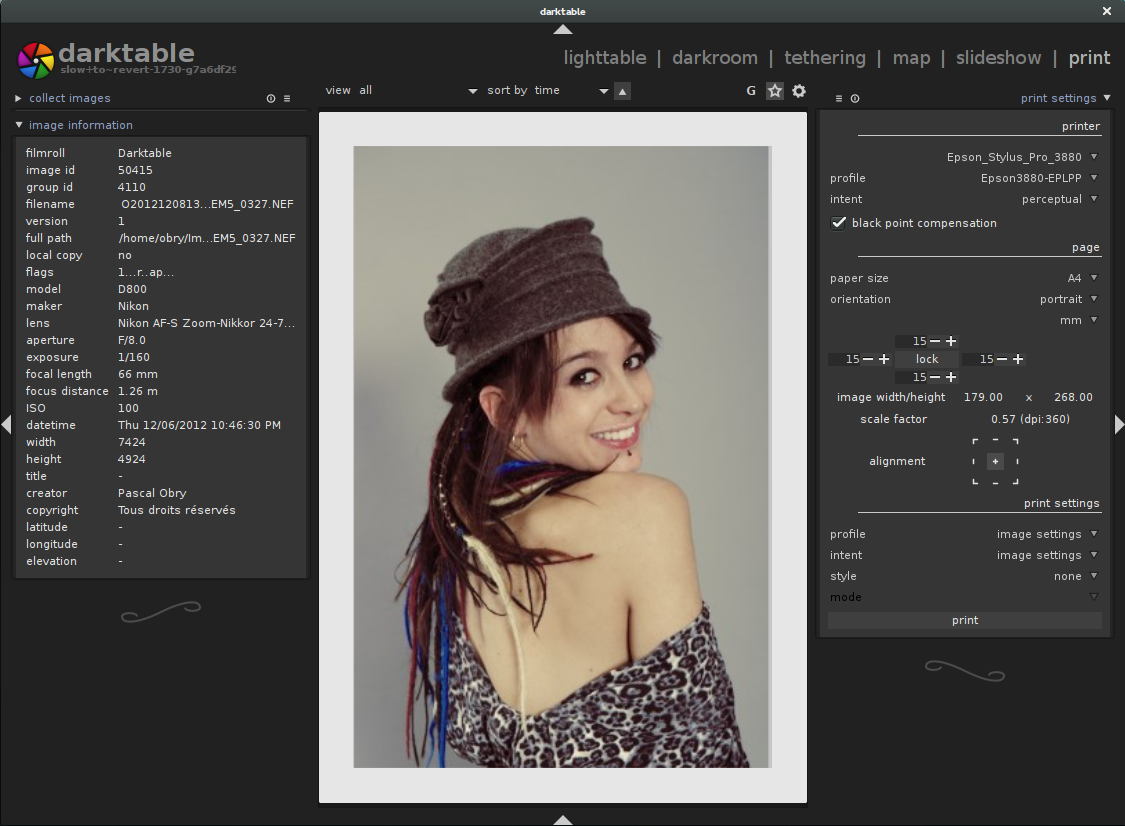 darktable
darktable
lighttable | darkroom | tethering | map | slideshow | print
collect images
view all
sort by time
G
print settings
image information
filmroll Darktable
image id 50415
group id 4110
filename O2012120813...EM5_0327.NEF
version 1
full path /home/obry/Im...EM5_0327.NEF
local copy no
flags 1...r..ap...
model D800
maker Nikon
lens Nikon AF-S Zoom-Nikkor 24-7...
aperture F/8.0
exposure 1/160
focal length 66 mm
focus distance 1.26 m
ISO 100
datetime Thu 12/06/2012 10:46:30 PM
width 7424
height 4924
title -
creator Pascal Obry
copyright Tous droits réservés
latitude -
longitude -
elevation -
printer
Epson_Stylus_Pro_3880
profile Epson3880-EPLPP
intent perceptual
black point compensation
page
paper size A4
orientation portrait
mm
15 − +
15 − + lock 15 − +
15 − +
image width/height 179.00 x 268.00
scale factor 0.57 (dpi:360)
alignment
print settings
profile image settings
intent image settings
style none
mode
print